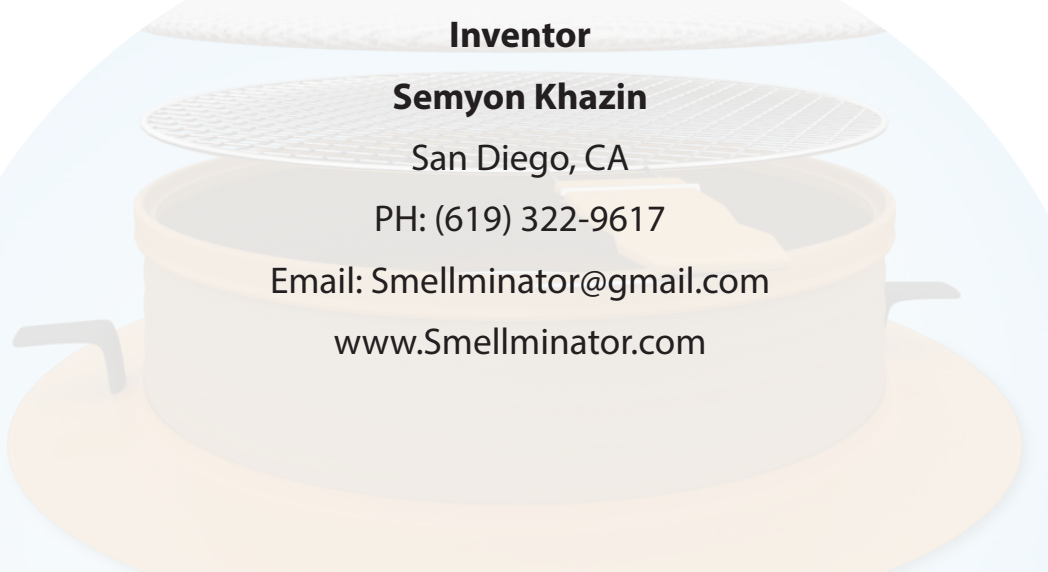 Inventor
Semyon Khazin
San Diego, CA
PH: (619) 322-9617
Email: Smellminator@gmail.com
www.Smellminator.com